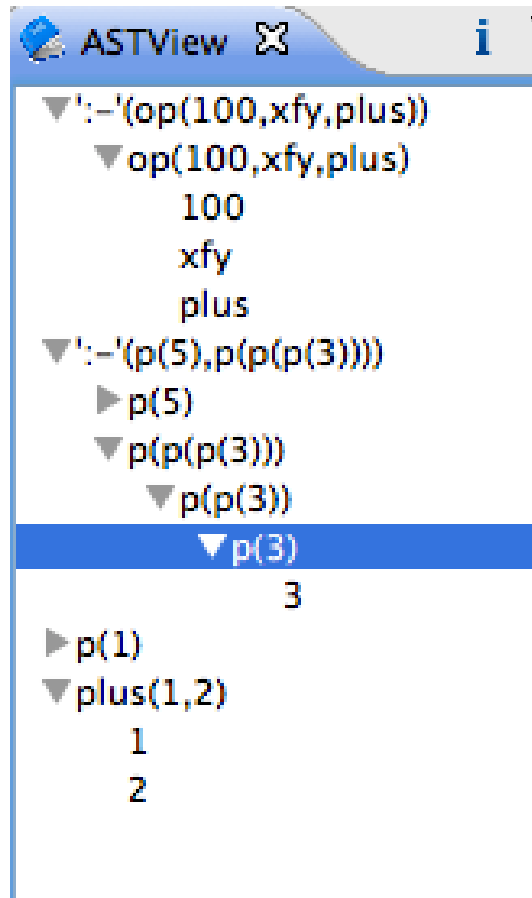 ASTView i
':-'(op(100,xfy,plus))
op(100,xfy,plus)
100
xfy
plus
':-'(p(5),p(p(p(3))))
p(5)
p(p(p(3)))
p(p(3))
p(3)
3
p(1)
plus(1,2)
1
2